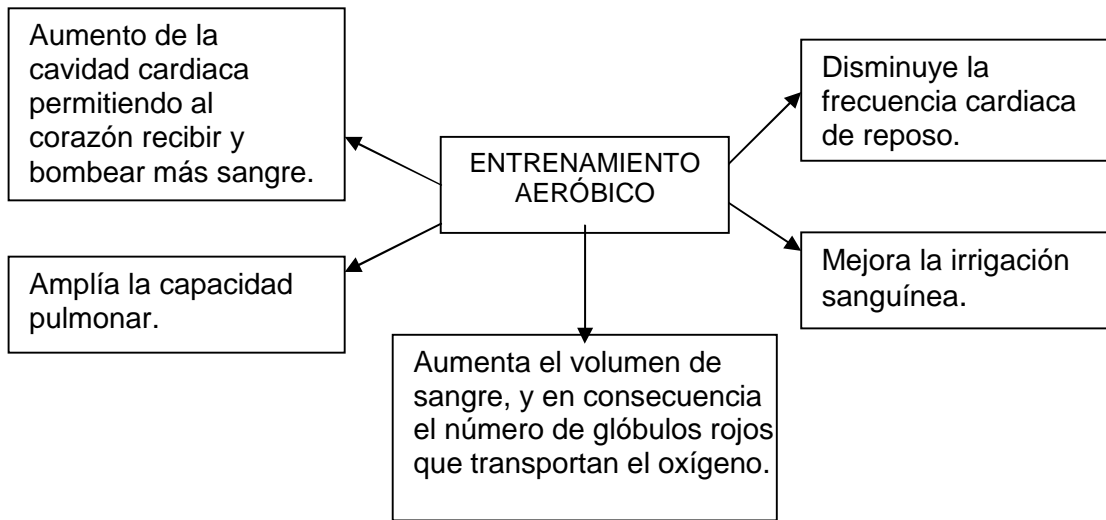 Aumento de la
cavidad cardiaca
permitiendo al
corazón recibir y
bombear más sangre.
Disminuye la
frecuencia cardiaca
de reposo.
ENTRENAMIENTO
AERÓBICO
Amplía la capacidad
pulmonar.
Mejora la irrigación
sanguínea.
Aumenta el volumen de
sangre, y en consecuencia
el número de glóbulos rojos
que transportan el oxígeno.